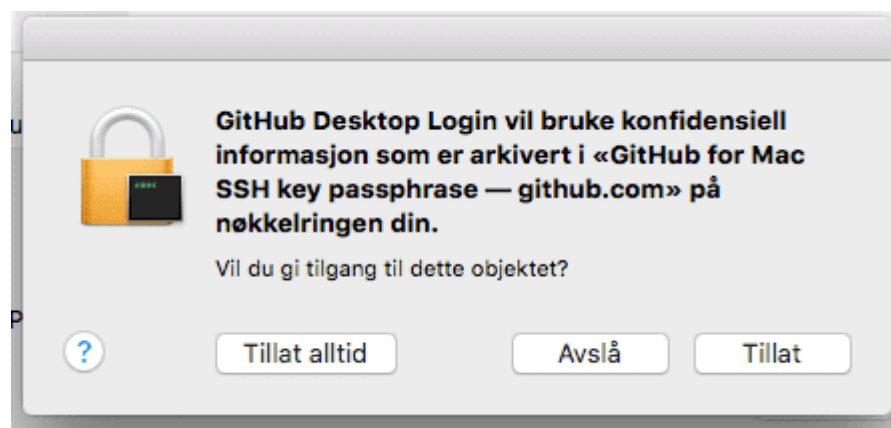 GitHub Desktop Login vil bruke konfidensiell
informasjon som er arkivert i «GitHub for Mac
SSH key passphrase — github.com» på
nøkkelringen din.
Vil du gi tilgang til dette objektet?
?
Tillat alltid
Avslå
Tillat
u
P